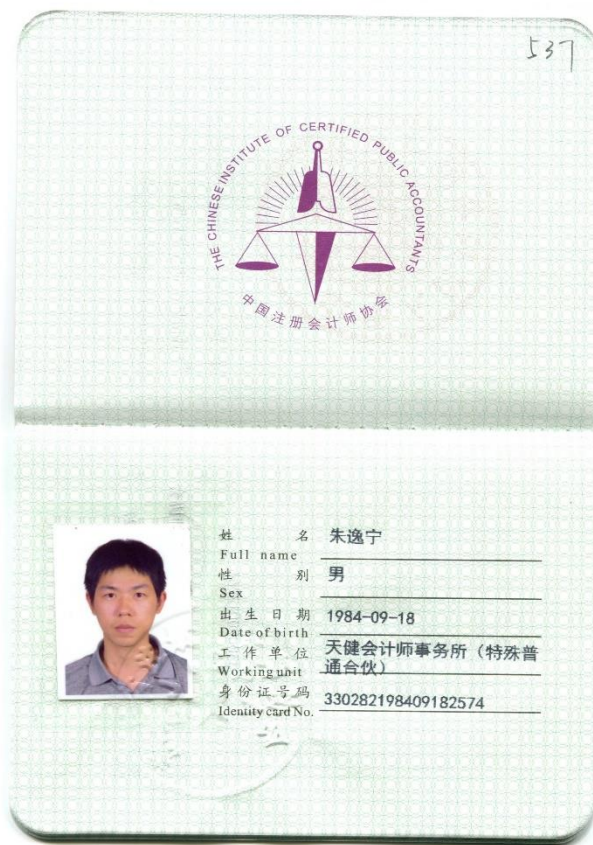 537
THE CHINESE INSTITUTE OF CERTIFIED PUBLIC ACCOUNTANTS
中国注册会计师协会
姓 名 朱逸宁
Full name
性 别 男
Sex
出生日期 1984-09-18
Date of birth
工作单位 天健会计师事务所（特殊普
Working unit 通合伙）
身份证号码 330282198409182574
Identity card No.